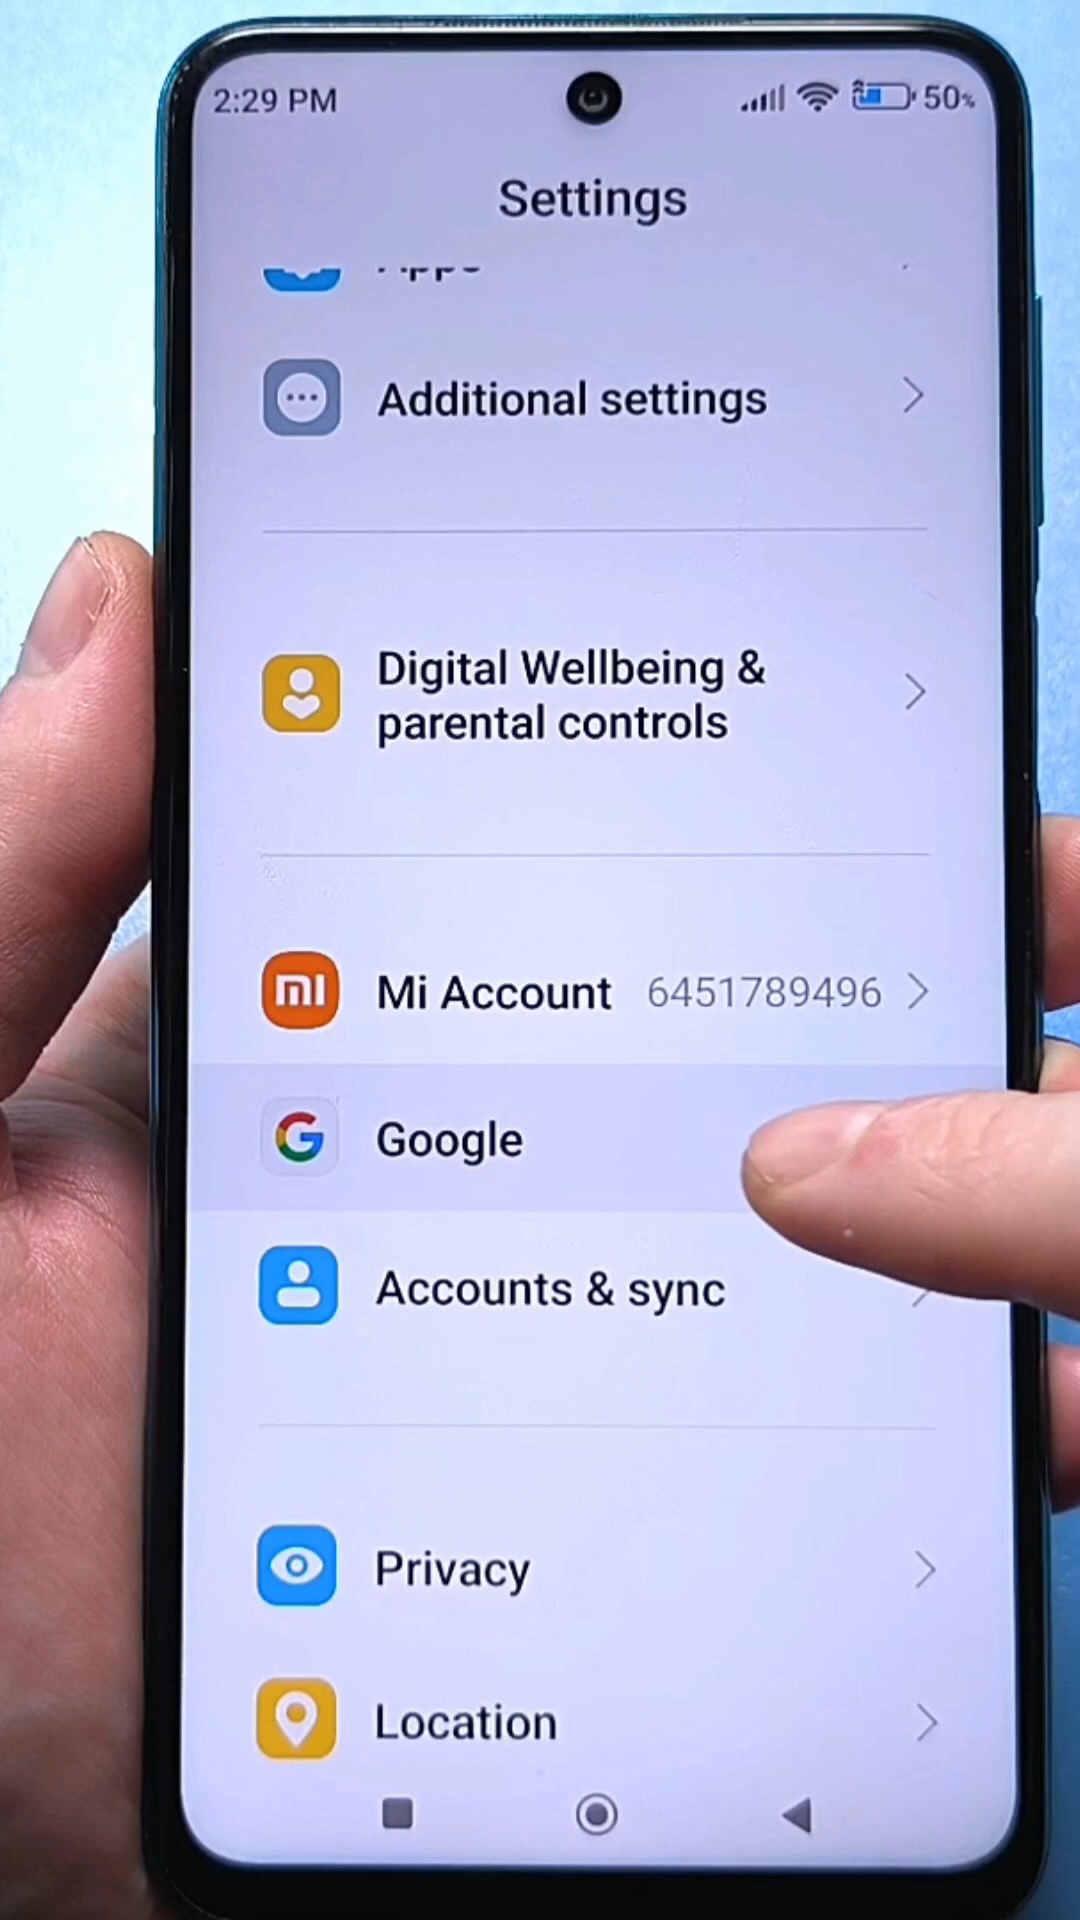 2:29 PM
50%
Settings
Additional settings
Digital Wellbeing &
parental controls
mi
Mi Account 6451789496
G
Google
Accounts & sync
Privacy
Location